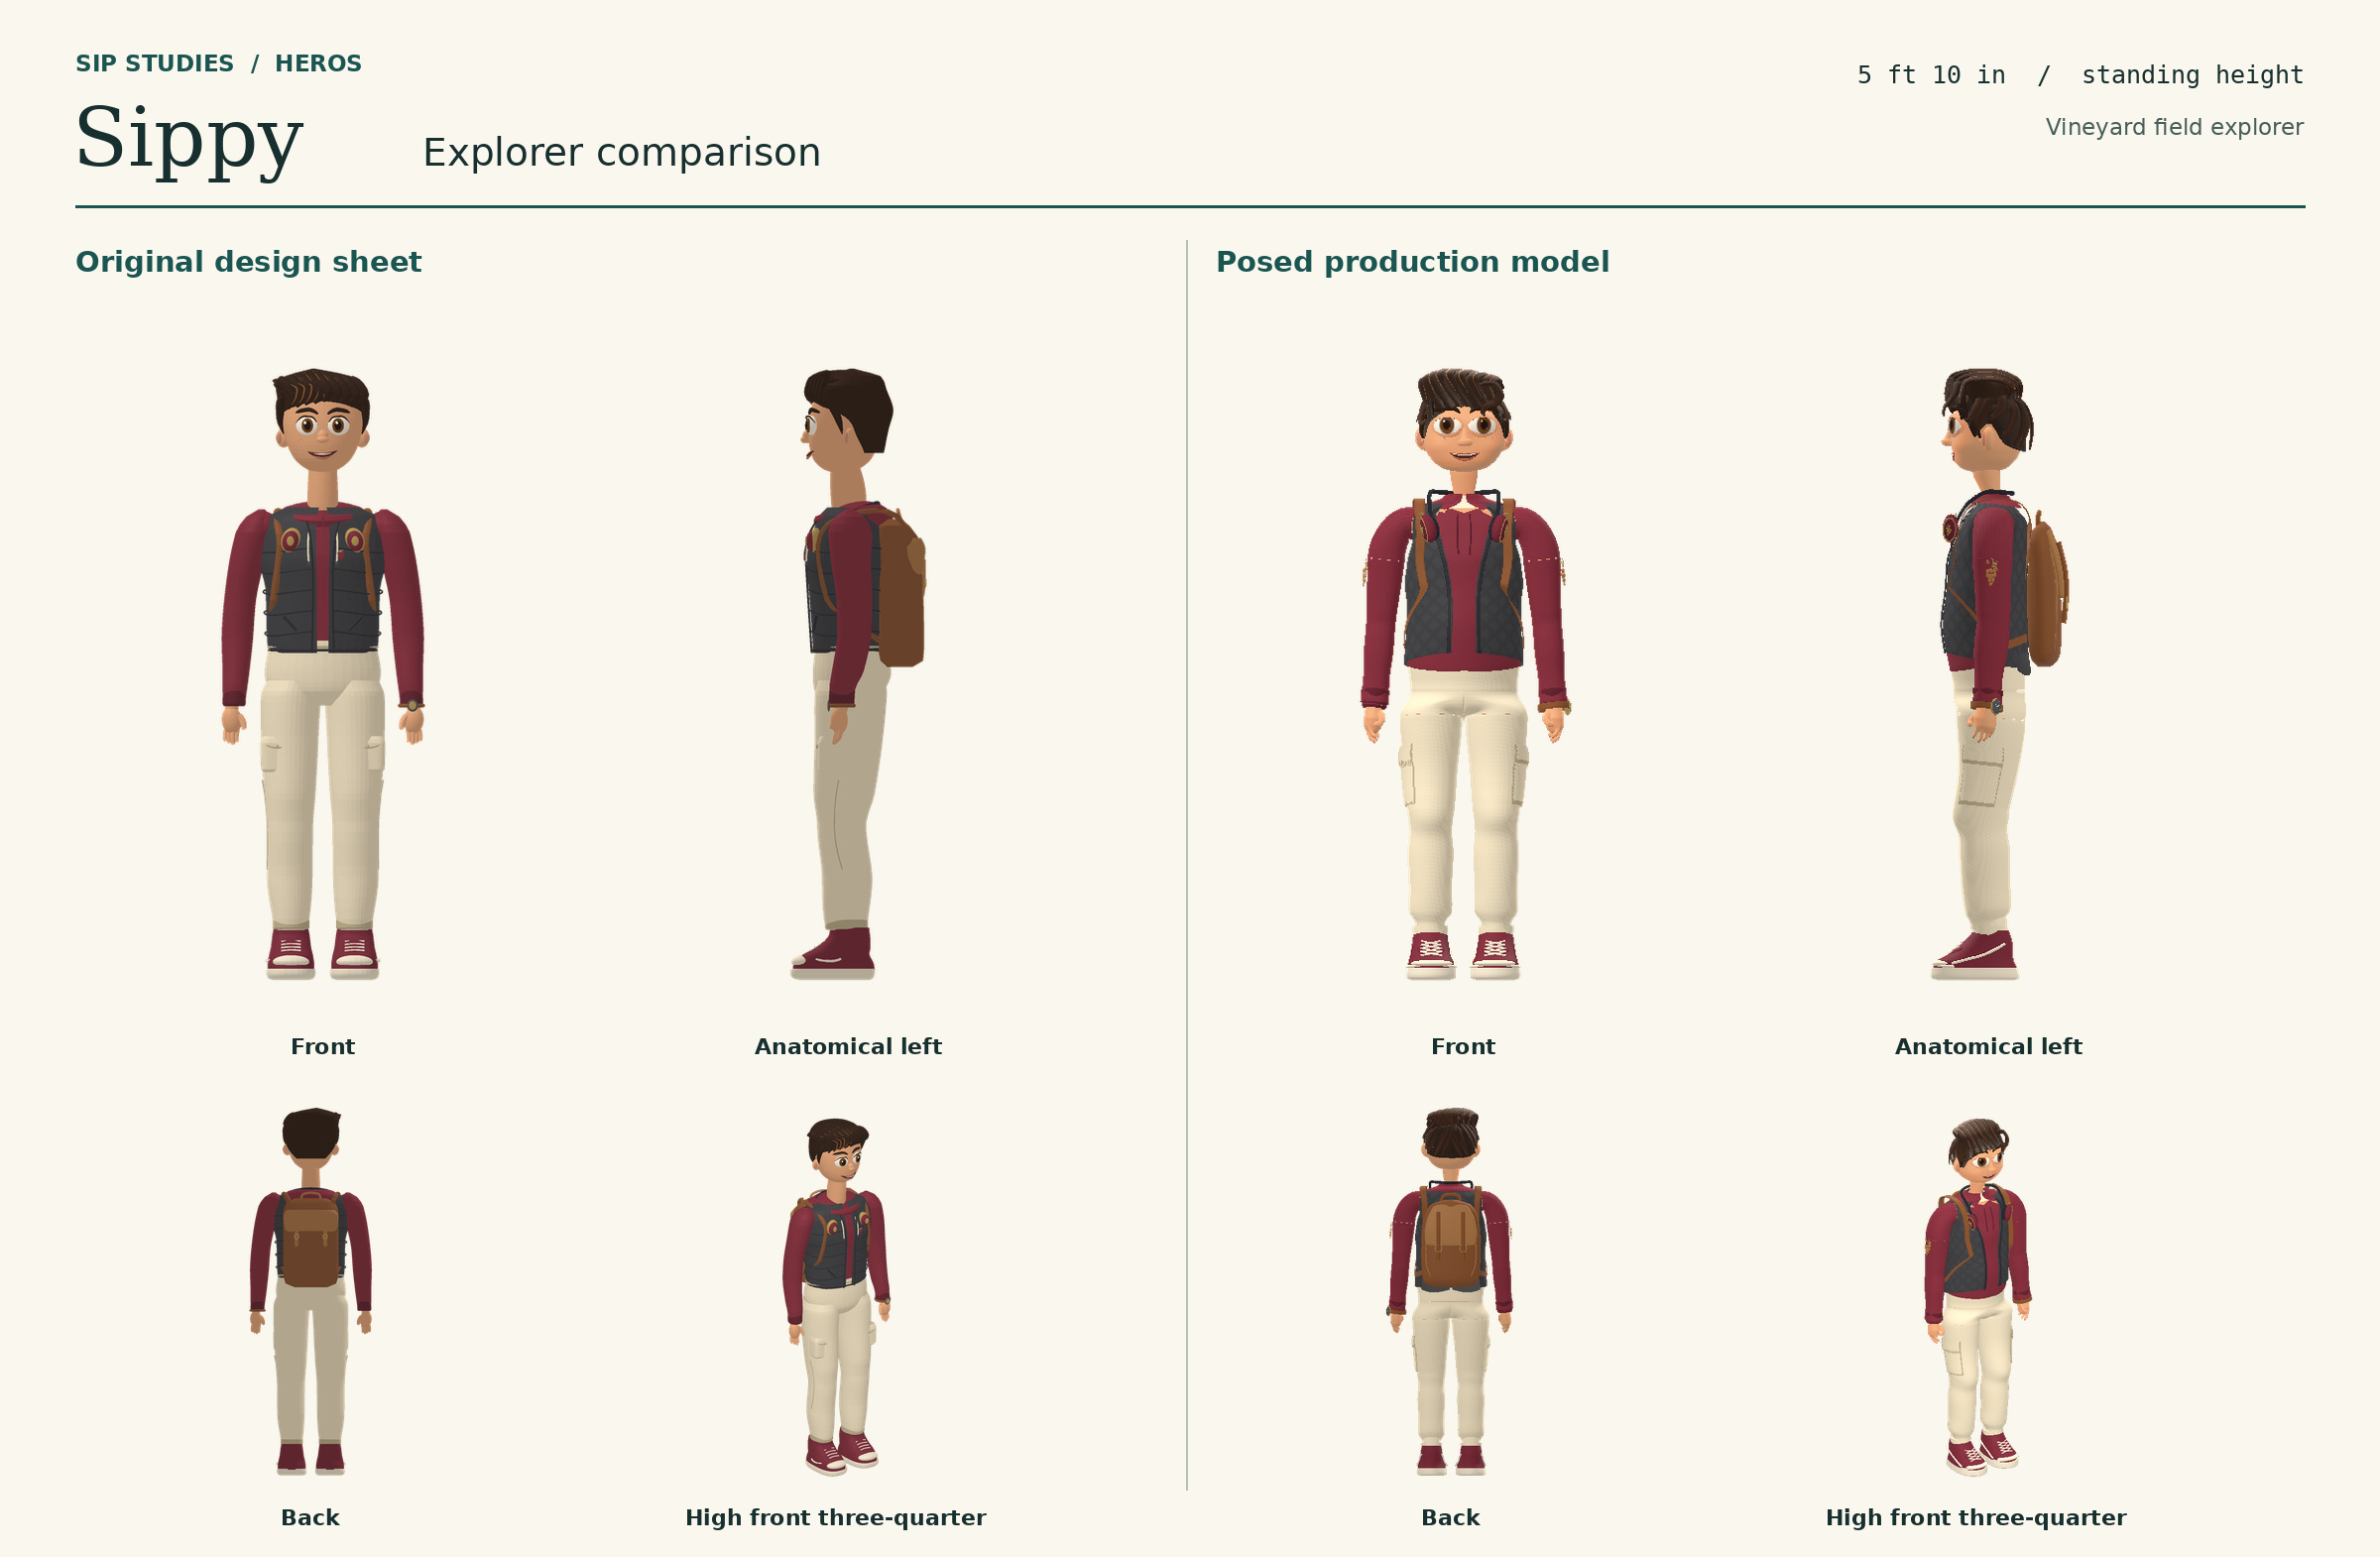 SIP STUDIES / HEROS
5 ft 10 in / standing height
Sippy
Explorer comparison
Vineyard field explorer
Original design sheet
Posed production model
Front
Anatomical left
Front
Anatomical left
Back
High front three-quarter
Back
High front three-quarter